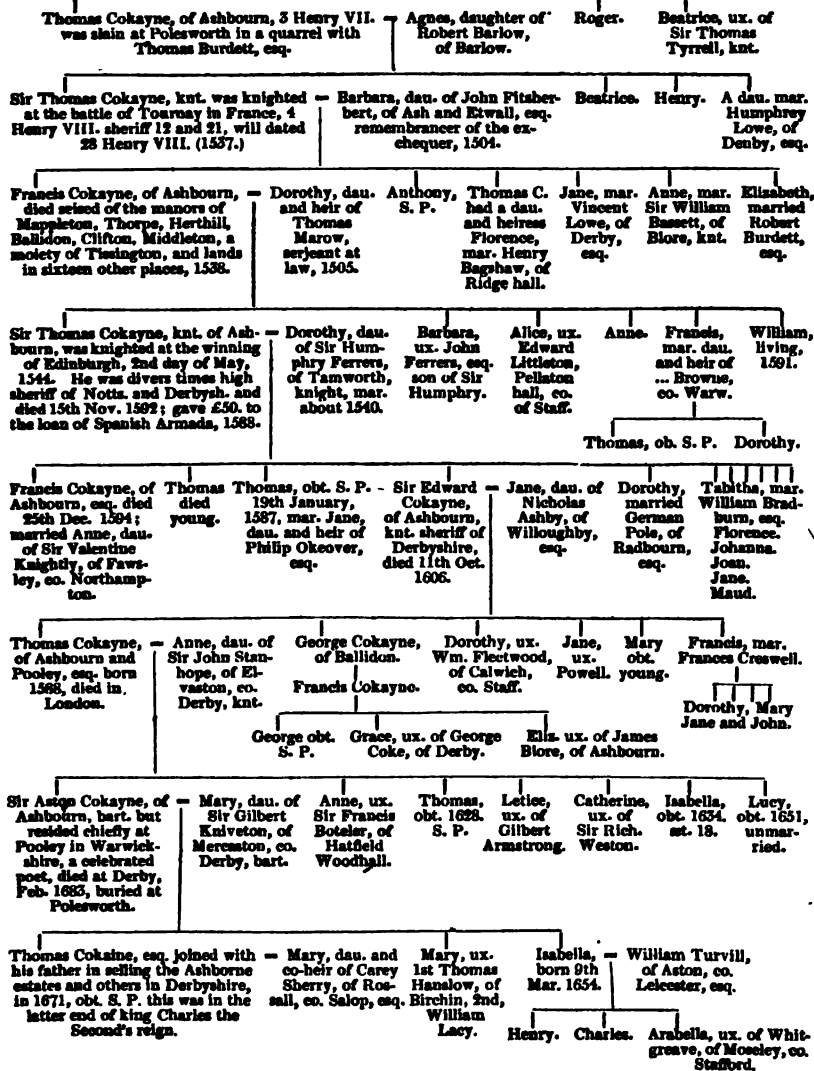 Thomas Cokayne, of Ashbourn, 3 Henry VII.
was slain at Polesworth in a quarrel with
Thomas Burdett, esq.
Agnes, daughter of
Robert Barlow,
of Barlow.
Roger.
Beatrice, ux. of
Sir Thomas
Tyrrell, knt.
Sir Thomas Cokayne, knt. was knighted
at the battle of Tournay in France, 4
Henry VIII. sheriff 12 and 21, will dated
28 Henry VIII. (1537.)
Barbara, dau. of John Fitsher-
bert, of Ash and Etwall, esq.
remembrancer of the ex-
chequer, 1504.
Beatrice.
Henry.
A dau. mar.
Humphrey
Lowe, of
Denby, esq.
Francis Cokayne, of Ashbourn,
died seised of the manors of
Mappleton, Thorpe, Herthill,
Ballidon, Clifton, Middleton, a
moiety of Tissington, and lands
in sixteen other places, 1538.
Dorothy, dau.
and heir of
Thomas
Marow,
serjeant at
law, 1505.
Anthony,
S. P.
Thomas C.
had a dau.
and heiress
Florence,
mar. Henry
Bagshaw, of
Ridge hall.
Jane, mar.
Vincent
Lowe, of
Derby,
esq.
Anne, mar.
Sir William
Bassett, of
Blore, knt.
Elizabeth,
married
Robert
Burdett,
esq.
Sir Thomas Cokayne, knt. of Ash-
bourn, was knighted at the winning
of Edinburgh, 2nd day of May,
1544. He was divers times high
sheriff of Notts. and Derbysh. and
died 15th Nov. 1592; gave £50. to
the loan of Spanish Armada, 1588.
Dorothy, dau.
of Sir Hum-
phry Ferrers,
of Tamworth,
knight, mar.
about 1540.
Barbara,
ux. John
Ferrers, esq.
son of Sir
Humphry.
Alice, ux.
Edward
Littleton,
Pellaton
hall, co.
of Staff.
Anne.
Francis,
mar. dau.
and heir of
... Browne,
co. Warw.
William,
living,
1591.
Thomas, ob. S. P.
Dorothy.
Francis Cokayne, of
Ashbourn, esq. died
25th Dec. 1594;
married Anne, dau.
of Sir Valentine
Knightly, of Faws-
ley, co. Northamp-
ton.
Thomas
died
young.
Thomas, obt. S. P.
19th January,
1587, mar. Jane,
dau. and heir of
Philip Okeover,
esq.
Sir Edward
Cokayne,
of Ashbourn,
knt. sheriff of
Derbyshire,
died 11th Oct.
1606.
Jane, dau. of
Nicholas
Ashby, of
Willoughby,
esq.
Dorothy,
married
German
Pole, of
Radbourn,
esq.
Tabitha, mar.
William Brad-
burn, esq.
Florence.
Johanna.
Joan.
Jane.
Maud.
Thomas Cokayne,
of Ashbourn and
Pooley, esq. born
1588, died in
London.
Anne, dau. of
Sir John Stan-
hope, of El-
vaston, co.
Derby, knt.
George Cokayne,
of Ballidon.
Francis Cokayne.
Dorothy, ux.
Wm. Fleetwood,
of Calwich,
co. Staff.
Jane,
ux.
Powell.
Mary
obt.
young.
Francis, mar.
Frances Creswell.
Dorothy, Mary
Jane and John.
George obt.
S. P.
Grace, ux. of George
Coke, of Derby.
Eliz. ux. of James
Blore, of Ashbourn.
Sir Aston Cokayne, of
Ashbourn, bart. but
resided chiefly at
Pooley in Warwick-
shire, a celebrated
poet, died at Derby,
Feb. 1683, buried at
Polesworth.
Mary, dau. of
Sir Gilbert
Kniveton, of
Mercaston, co.
Derby, bart.
Anne, ux.
Sir Francis
Boteler, of
Hatfield
Woodhall.
Thomas,
obt. 1628.
S. P.
Letice,
ux. of
Gilbert
Armstrong.
Catherine,
ux. of
Sir Rich.
Weston.
Isabella,
obt. 1634.
æt. 18.
Lucy,
obt. 1651,
unmar-
ried.
Thomas Cokaine, esq. joined with
his father in selling the Ashborne
estates and others in Derbyshire,
in 1671, obt. S. P. this was in the
latter end of king Charles the
Second's reign.
Mary, dau. and
co-heir of Carey
Sherry, of Ros-
sall, co. Salop, esq.
Mary, ux.
1st Thomas
Hanslow, of
Birchin, 2nd,
William
Lacy.
Isabella,
born 9th
Mar. 1654.
William Turvill,
of Aston, co.
Leicester, esq.
Henry.
Charles.
Arabella, ux. of Whit-
greave, of Moseley, co.
Stafford.